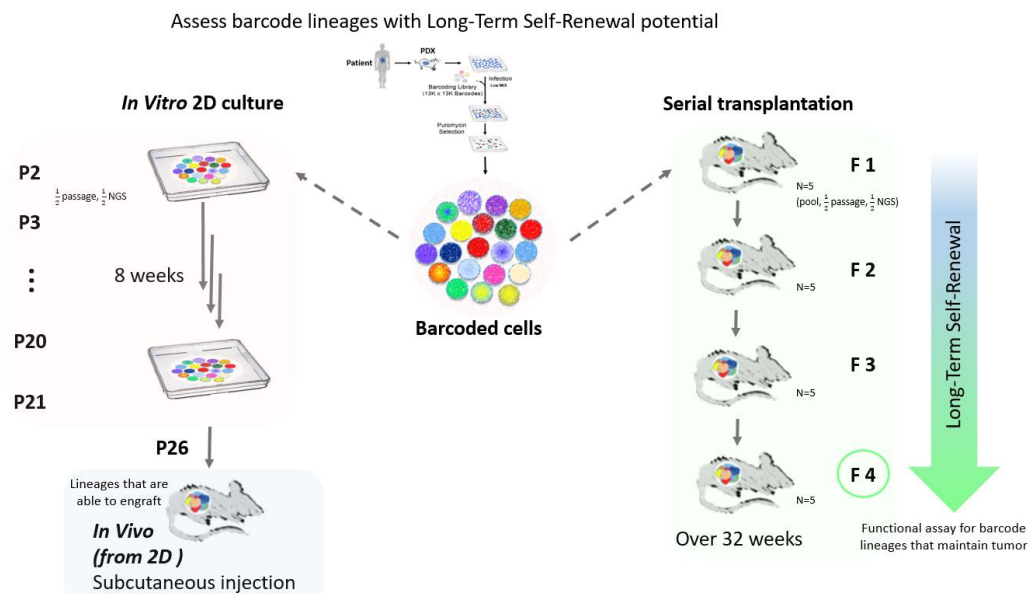 Assess barcode lineages with Long-Term Self-Renewal potential
Patient
PDX
Infection
Low MOI
Barcoding Library
(13K x 13K Barcodes)
Puromycin
Selection
Barcoded cells
In Vitro 2D culture
P2
½ passage, ½ NGS
P3
⋮
8 weeks
P20
P21
P26
Lineages that are
able to engraft
In Vivo
(from 2D )
Subcutaneous injection
Serial transplantation
F 1
N=5
(pool, ½ passage, ½ NGS)
F 2
N=5
F 3
N=5
F 4
N=5
Over 32 weeks
Long-Term Self-Renewal
Functional assay for barcode
lineages that maintain tumor